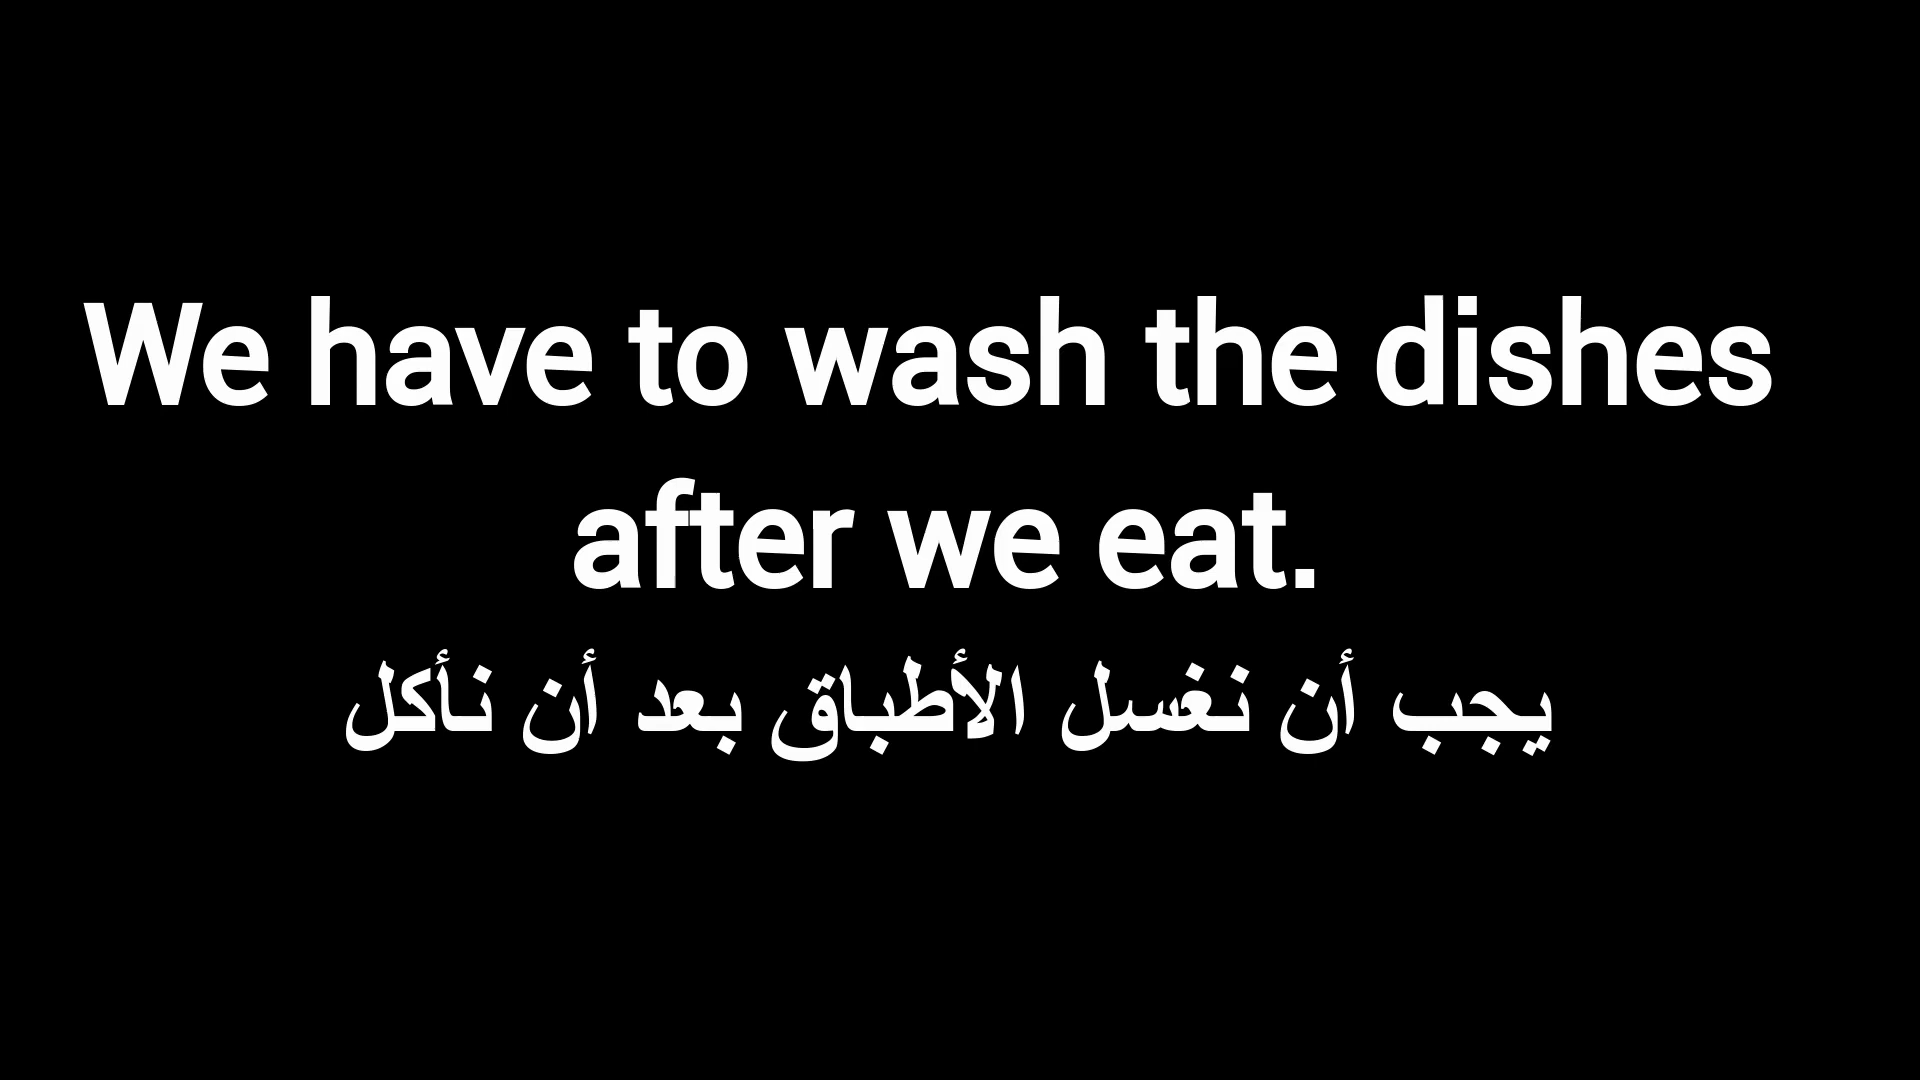 We have to wash the dishes
after we eat.
يجب أن نغسل الأطباق بعد أن نأكل